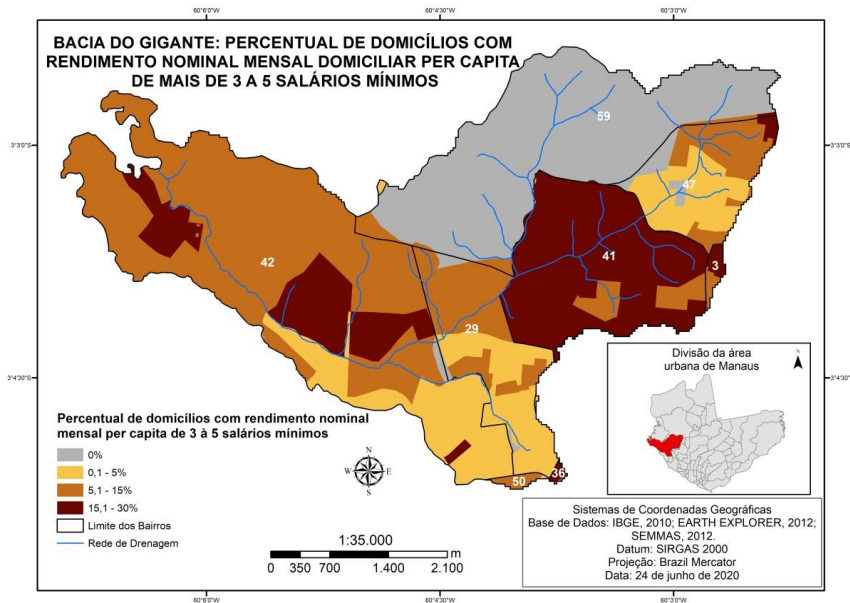 60°6'0"W
60°4'30"W
60°3'0"W
BACIA DO GIGANTE: PERCENTUAL DE DOMICÍLIOS COM
RENDIMENTO NOMINAL MENSAL DOMICILIAR PER CAPITA
DE MAIS DE 3 A 5 SALÁRIOS MÍNIMOS
59
3°3'0"S
3°3'0"S
47
42
41
3
29
3°4'30"S
3°4'30"S
36
50
Divisão da área
urbana de Manaus
N
Percentual de domicílios com rendimento nominal
mensal per capita de 3 à 5 salários mínimos
0%
0,1 - 5%
5,1 - 15%
15,1 - 30%
Limite dos Bairros
Rede de Drenagem
N
W E
S
1:35.000
0 350 700 1.400 2.100
m
Sistemas de Coordenadas Geográficas
Base de Dados: IBGE, 2010; EARTH EXPLORER, 2012;
SEMMAS, 2012.
Datum: SIRGAS 2000
Projeção: Brazil Mercator
Data: 24 de junho de 2020
60°6'0"W
60°4'30"W
60°3'0"W